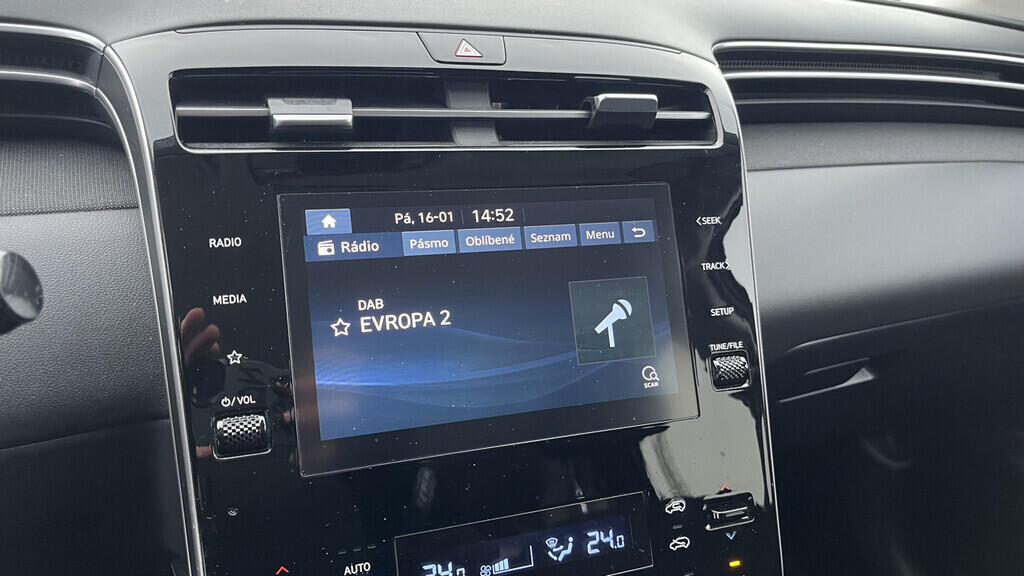 Pá, 16-01 14:52
Rádio Pásmo Oblíbené Seznam Menu
DAB
EVROPA 2
SCAN
RADIO
MEDIA
⏻/VOL
<SEEK
TRACK>
SETUP
TUNE/FILE
AUTO
24.0 24.0